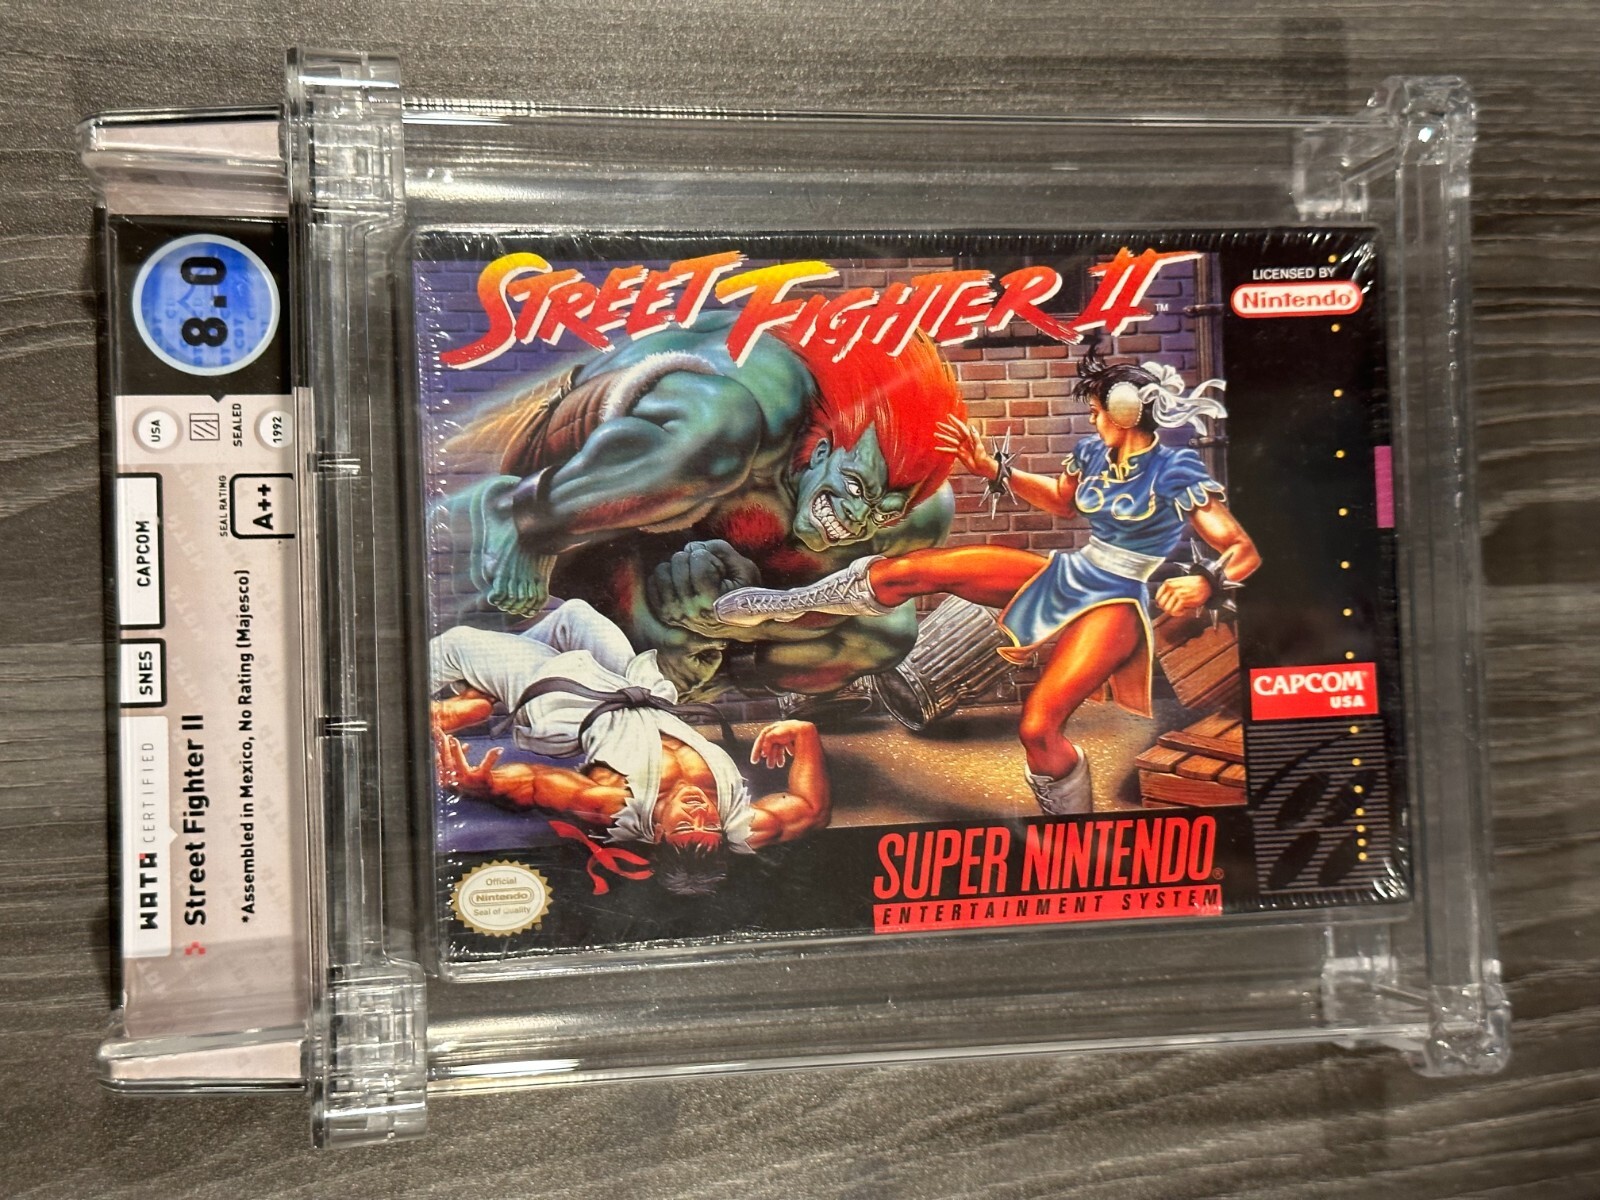 WATA CERTIFIED
SNES
CAPCOM
USA
SEALED
1992
8.0
Street Fighter II
*Assembled in Mexico, No Rating (Majesco)
SEAL RATING
A++
STREET FIGHTER II™
LICENSED BY
Nintendo®
CAPCOM®
USA
Official
Nintendo
Seal of Quality
SUPER NINTENDO®
ENTERTAINMENT SYSTEM